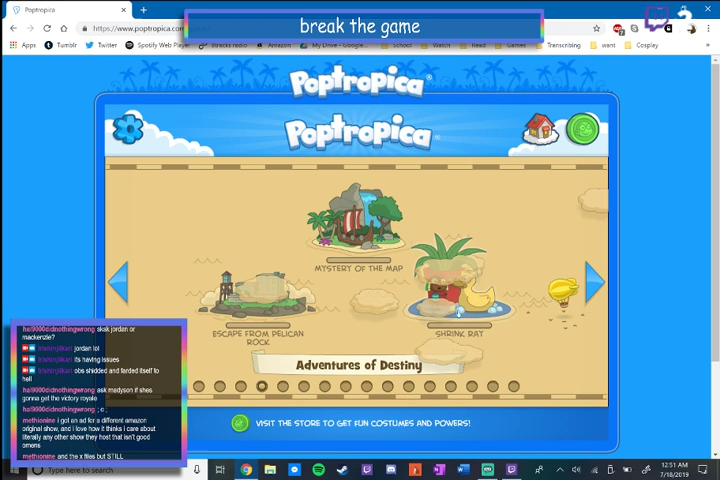 Poptropica
break the game
https://www.poptropica.com
Apps
Tumblr
Twitter
Spotify Web Player
tracks radio
Amazon
My Drive - Google...
School
Watch
Read
Games
Transcribing
want
Cosplay
Poptropica
Poptropica
MYSTERY OF THE MAP
ESCAPE FROM PELICAN
ROCK
SHRINK RAY
Adventures of Destiny
VISIT THE STORE TO GET FUN COSTUMES AND POWERS!
hal9000didnothingwrong sksk jordan or
mackenzie?
jordan lol
its having issues
obs shidded and farded itself to
hell
hal9000didnothingwrong ask madyson if shes
gonna get the victory royale
hal9000didnothingwrong ;o;
methionine i got an ad for a different amazon
original show, and i love how it thinks i care about
literally any other show they host that isn't good
omens
methionine and the x files but STILL
Type here to search
12:51 AM
7/18/2019